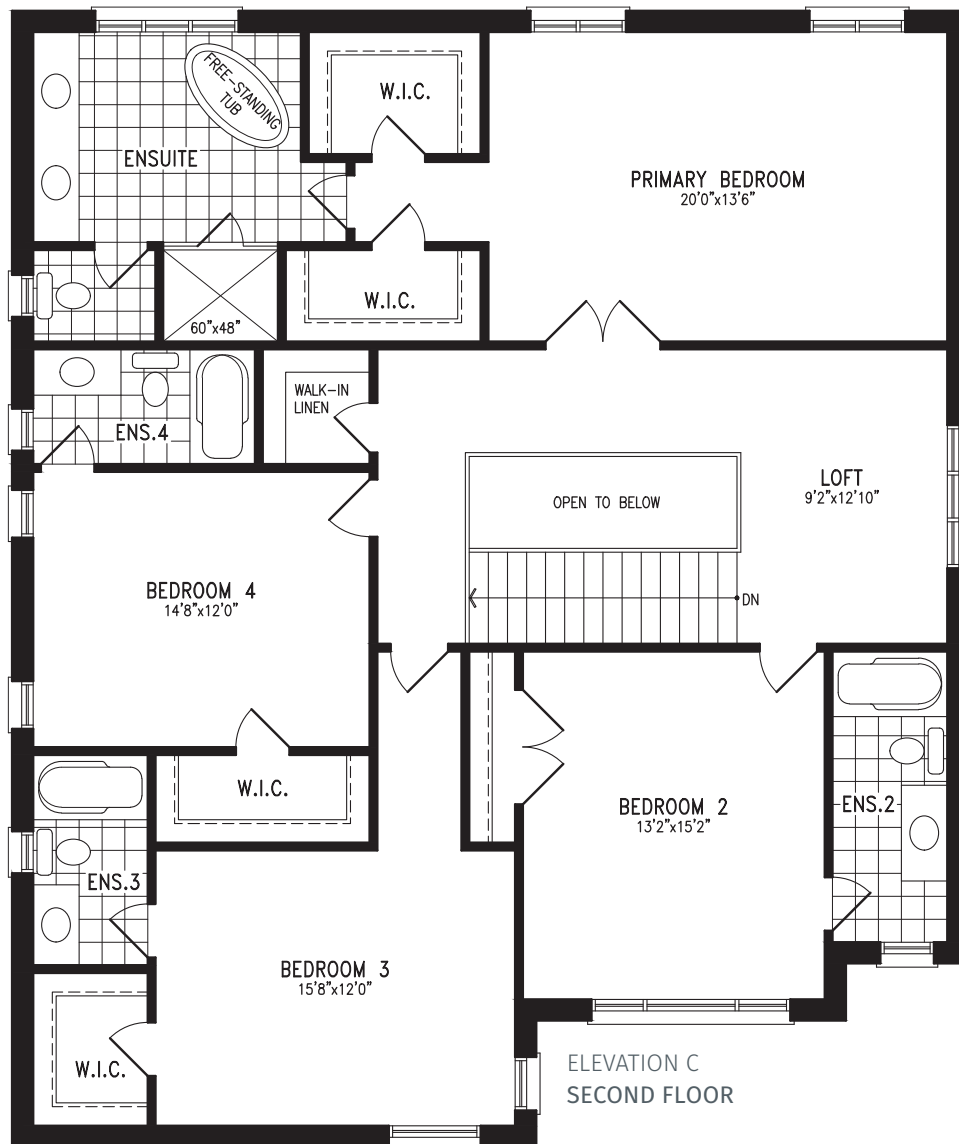 FREE-STANDING
TUB
W.I.C.
ENSUITE
PRIMARY BEDROOM
20'0"x13'6"
W.I.C.
60"x48"
WALK-IN
LINEN
ENS.4
OPEN TO BELOW
LOFT
9'2"x12'10"
BEDROOM 4
14'8"x12'0"
DN
W.I.C.
BEDROOM 2
13'2"x15'2"
ENS.2
ENS.3
BEDROOM 3
15'8"x12'0"
W.I.C.
ELEVATION C
SECOND FLOOR